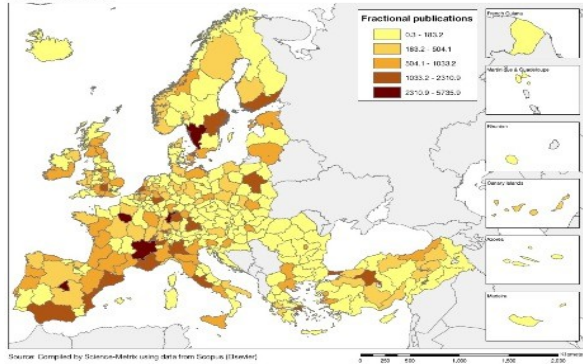 Fractional publications
0.3 - 183.2
183.2 - 504.1
504.1 - 1033.2
1033.2 - 2310.9
2310.9 - 5735.9
French Guiana
Martinique & Guadeloupe
Réunion
Canary Islands
Azores
Madeira
Source: Compiled by Science-Metrix using data from Scopus (Elsevier)
0 250 500 1,000 1,500 2,000